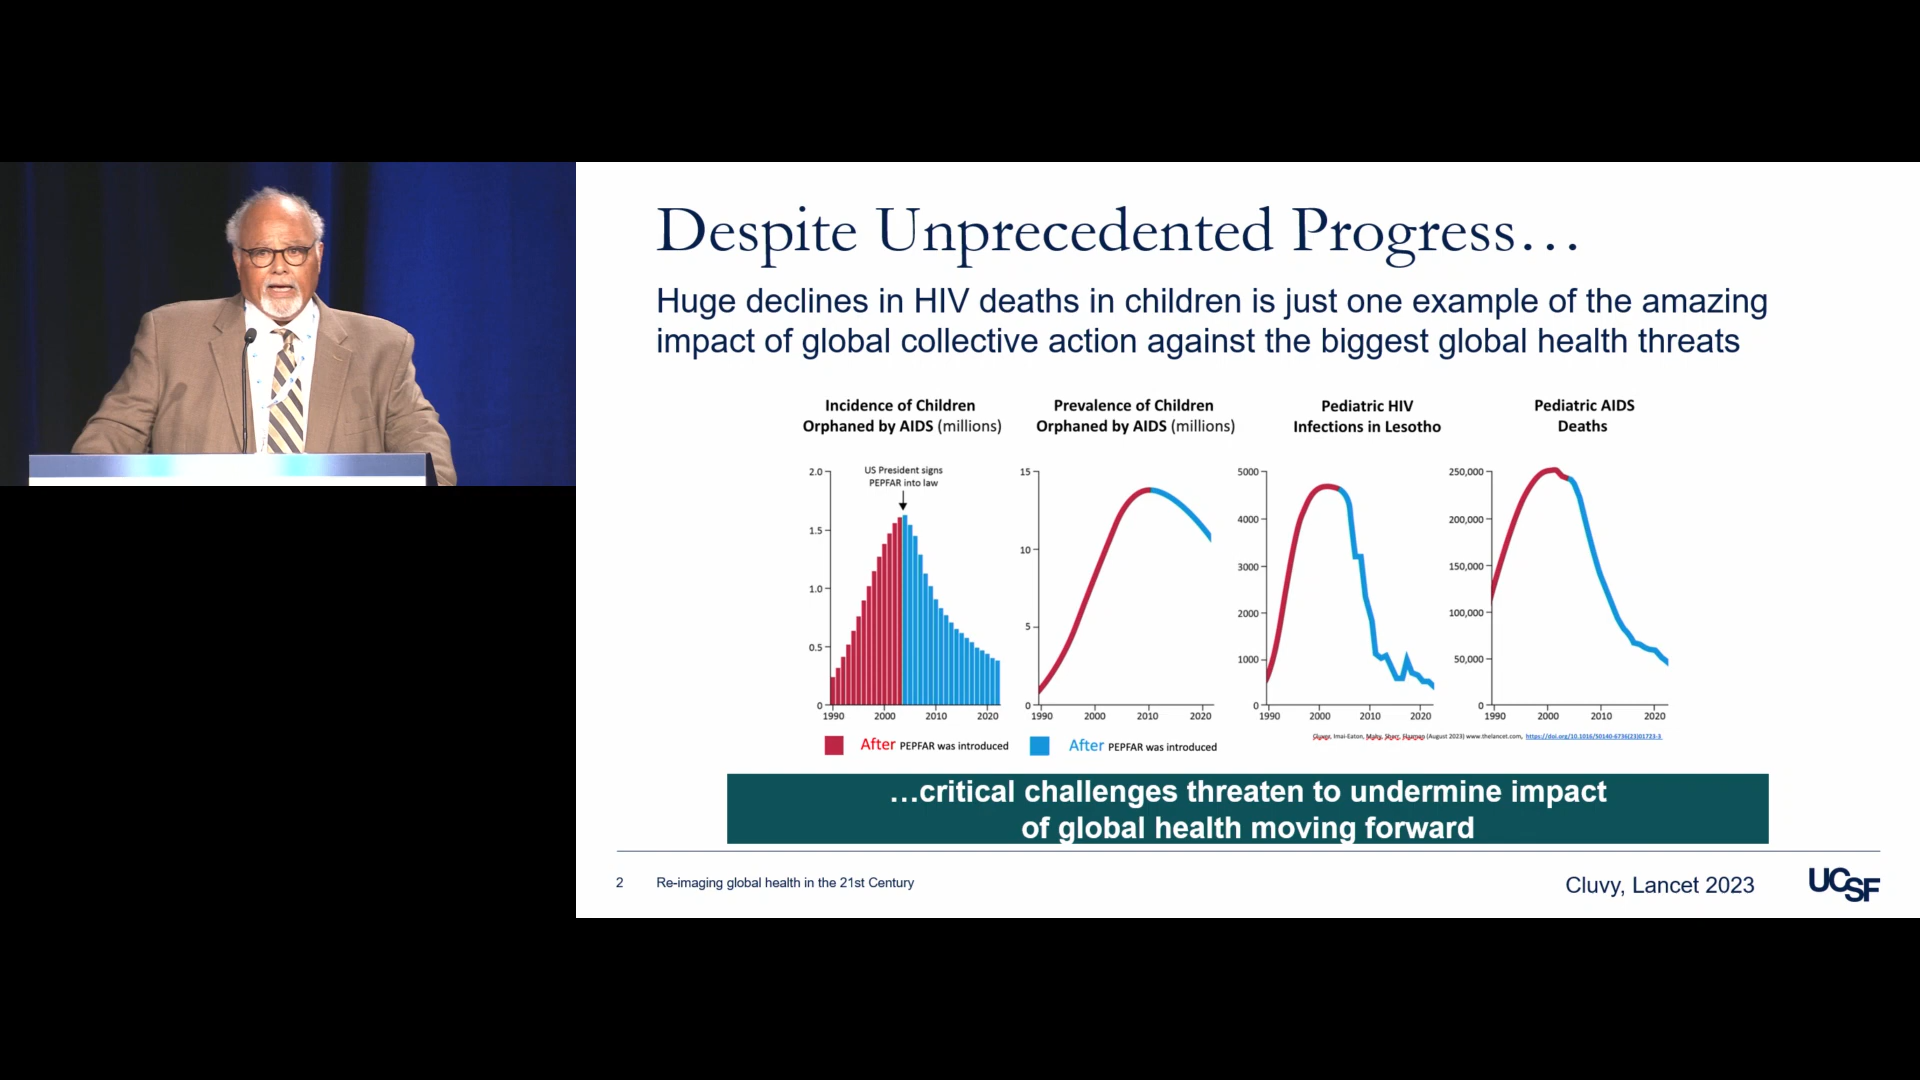 Despite Unprecedented Progress…
Huge declines in HIV deaths in children is just one example of the amazing
impact of global collective action against the biggest global health threats
Incidence of Children
Orphaned by AIDS (millions)
2.0
1.5
1.0
0.5
0
US President signs
PEPFAR into law
1990 2000 2010 2020
Prevalence of Children
Orphaned by AIDS (millions)
15
10
5
0
1990 2000 2010 2020
Pediatric HIV
Infections in Lesotho
5000
4000
3000
2000
1000
0
1990 2000 2010 2020
Pediatric AIDS
Deaths
250,000
200,000
150,000
100,000
50,000
0
1990 2000 2010 2020
After PEPFAR was introduced
After PEPFAR was introduced
Imai-Eaton, (August 2023) www.thelancet.com,
…critical challenges threaten to undermine impact
of global health moving forward
2 Re-imaging global health in the 21st Century
Cluvy, Lancet 2023
UCSF